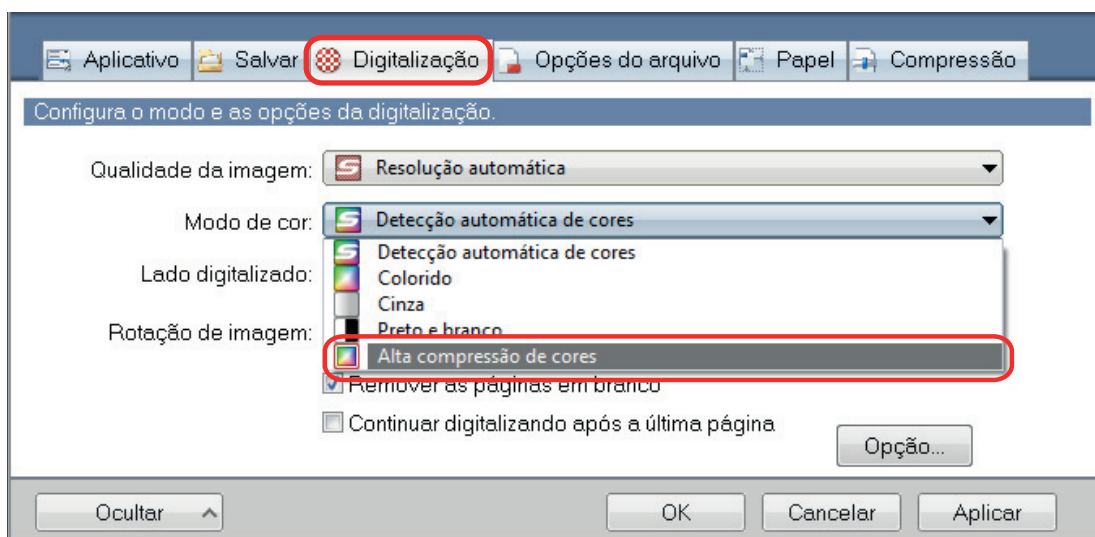 Aplicativo Salvar Digitalização Opções do arquivo Papel Compressão
Configura o modo e as opções da digitalização.
Qualidade da imagem: Resolução automática
Modo de cor: Detecção automática de cores
Detecção automática de cores
Lado digitalizado: Colorido
Cinza
Rotação de imagem: Preto e branco
Alta compressão de cores
Remover as páginas em branco
Continuar digitalizando após a última página
Opção...
Ocultar OK Cancelar Aplicar